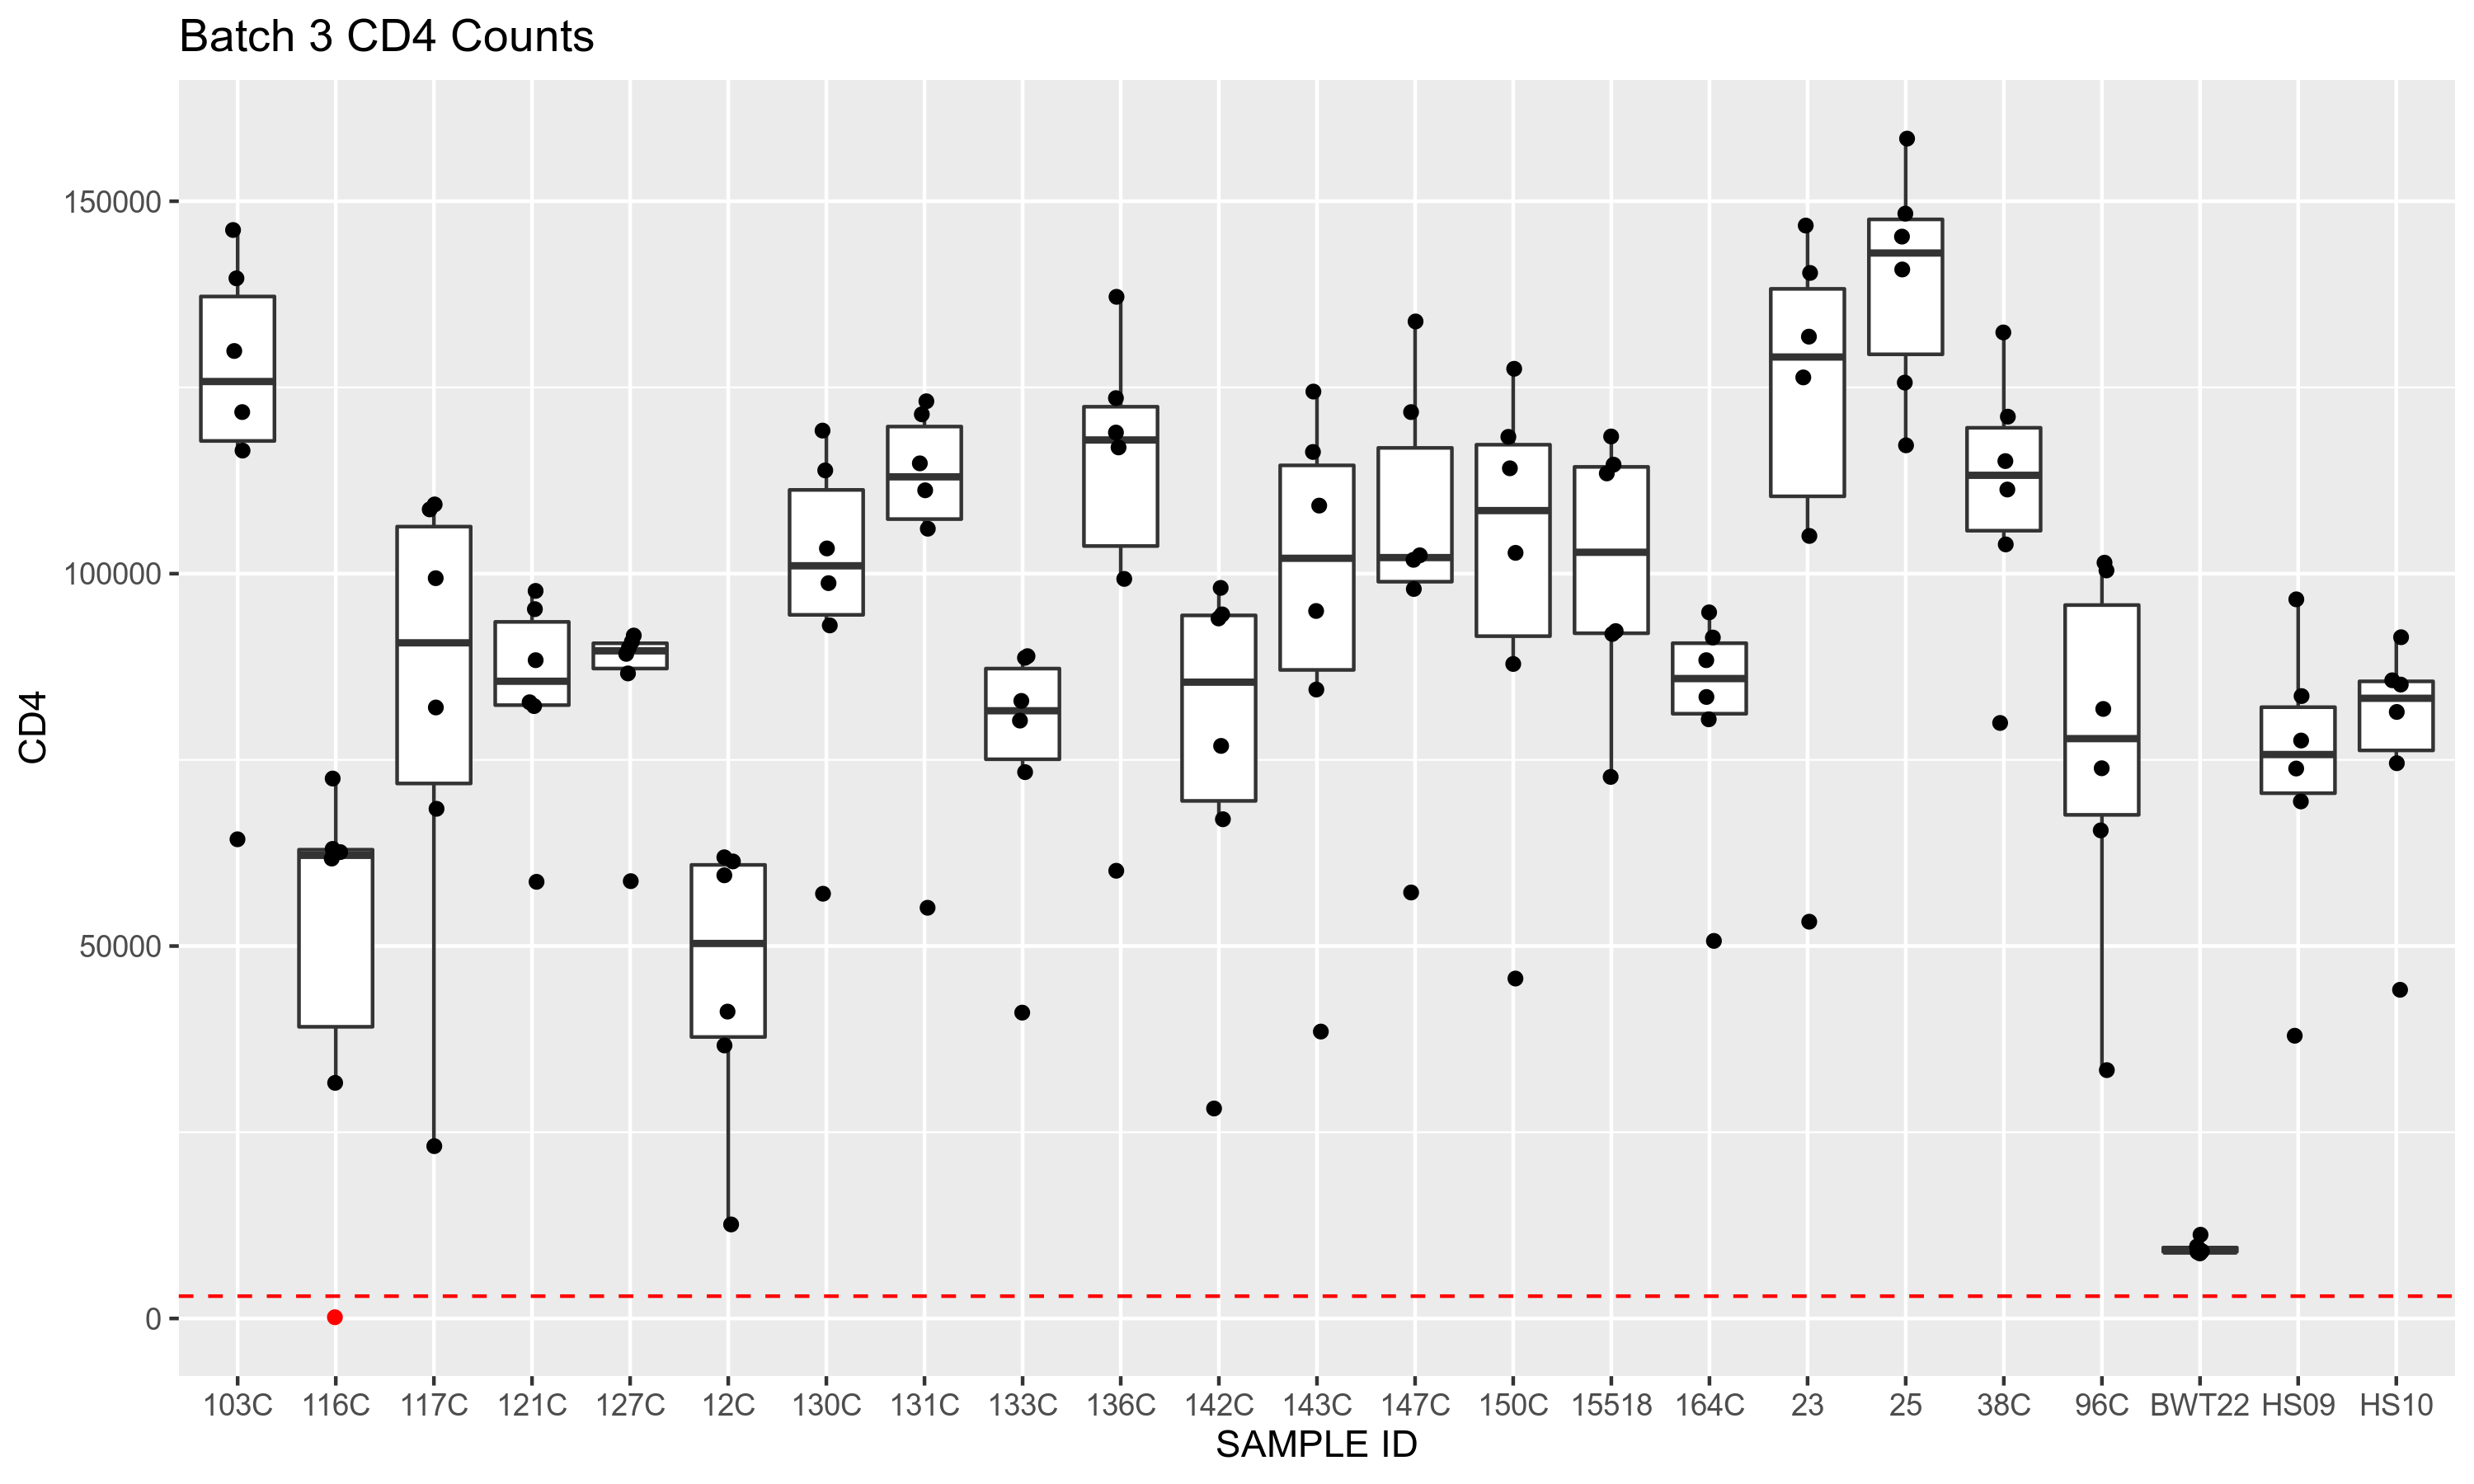 Batch 3 CD4 Counts
150000
100000
50000
0
CD4
103C 116C 117C 121C 127C 12C 130C 131C 133C 136C 142C 143C 147C 150C 15518 164C 23 25 38C 96C BWT22 HS09 HS10
SAMPLE ID